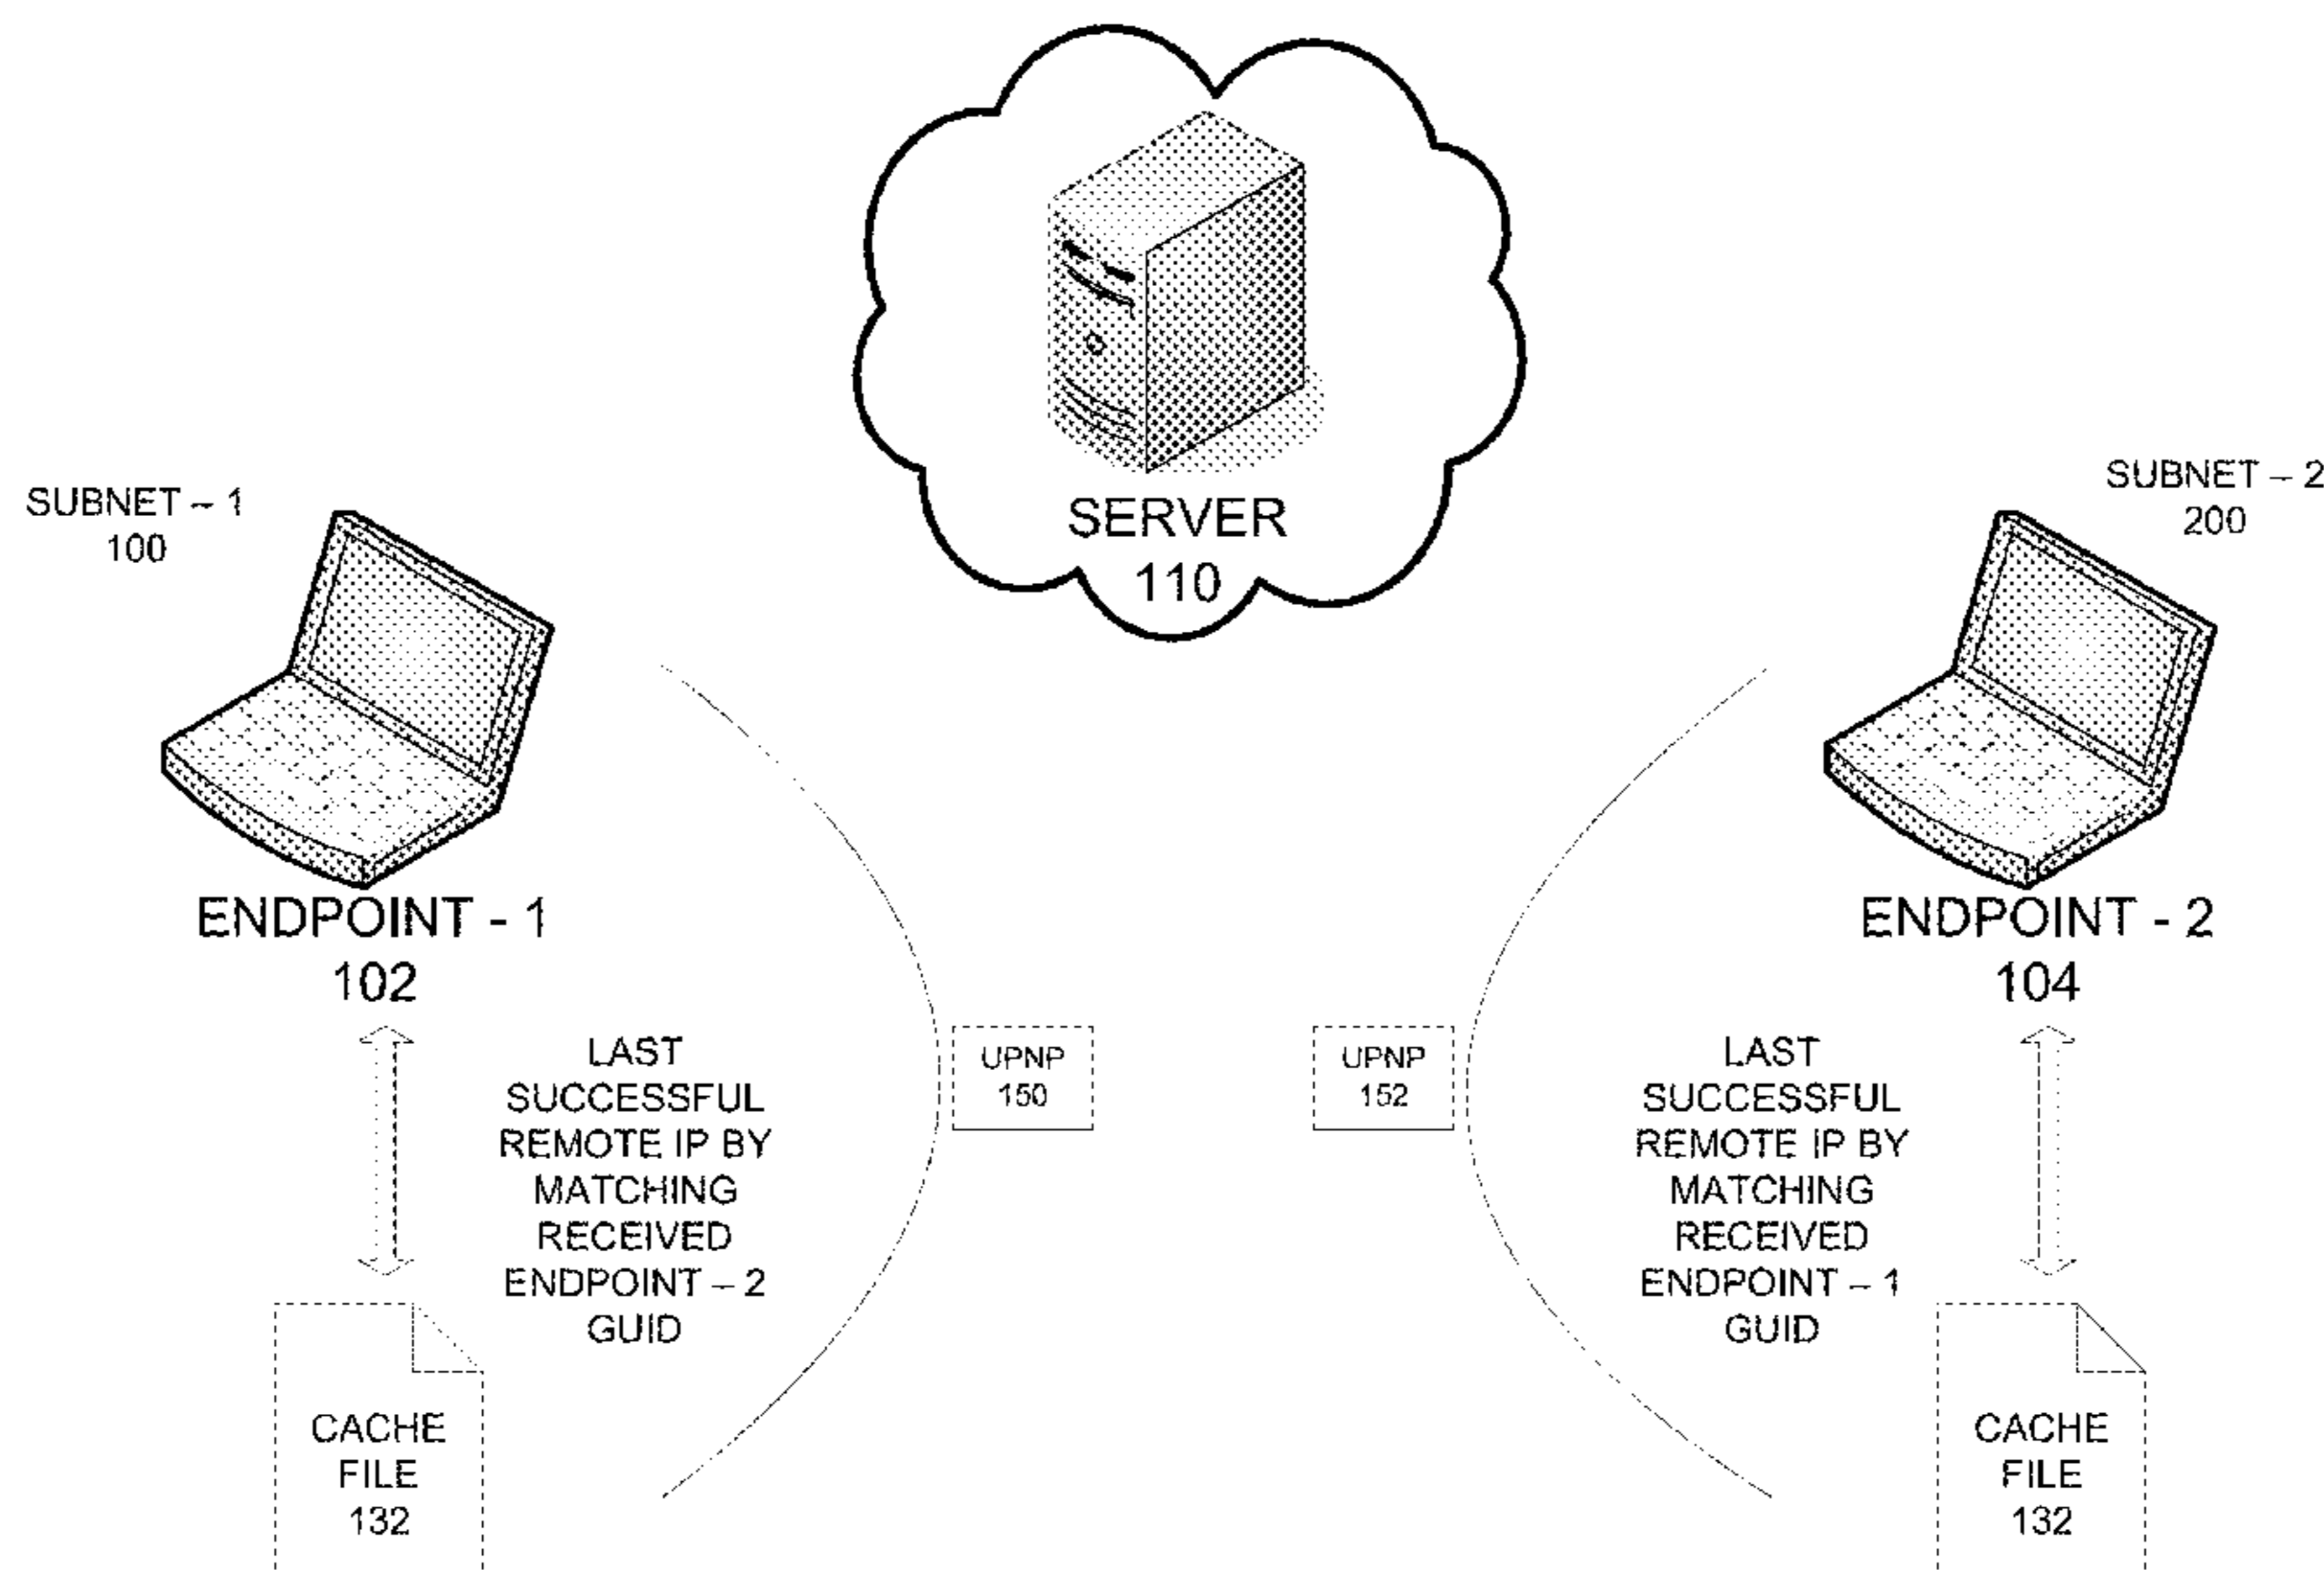 SERVER
110
SUBNET – 1
100
SUBNET – 2
200
ENDPOINT - 1
102
ENDPOINT - 2
104
LAST
SUCCESSFUL
REMOTE IP BY
MATCHING
RECEIVED
ENDPOINT – 2
GUID
UPNP
150
UPNP
152
LAST
SUCCESSFUL
REMOTE IP BY
MATCHING
RECEIVED
ENDPOINT – 1
GUID
CACHE
FILE
132
CACHE
FILE
132